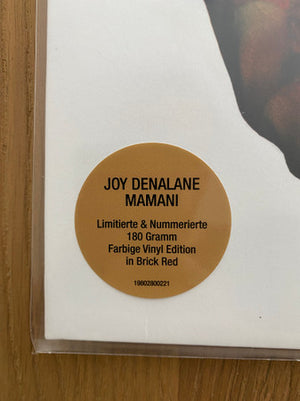 JOY DENALANE
MAMANI
Limitierte & Nummerierte
180 Gramm
Farbige Vinyl Edition
in Brick Red
19802800221